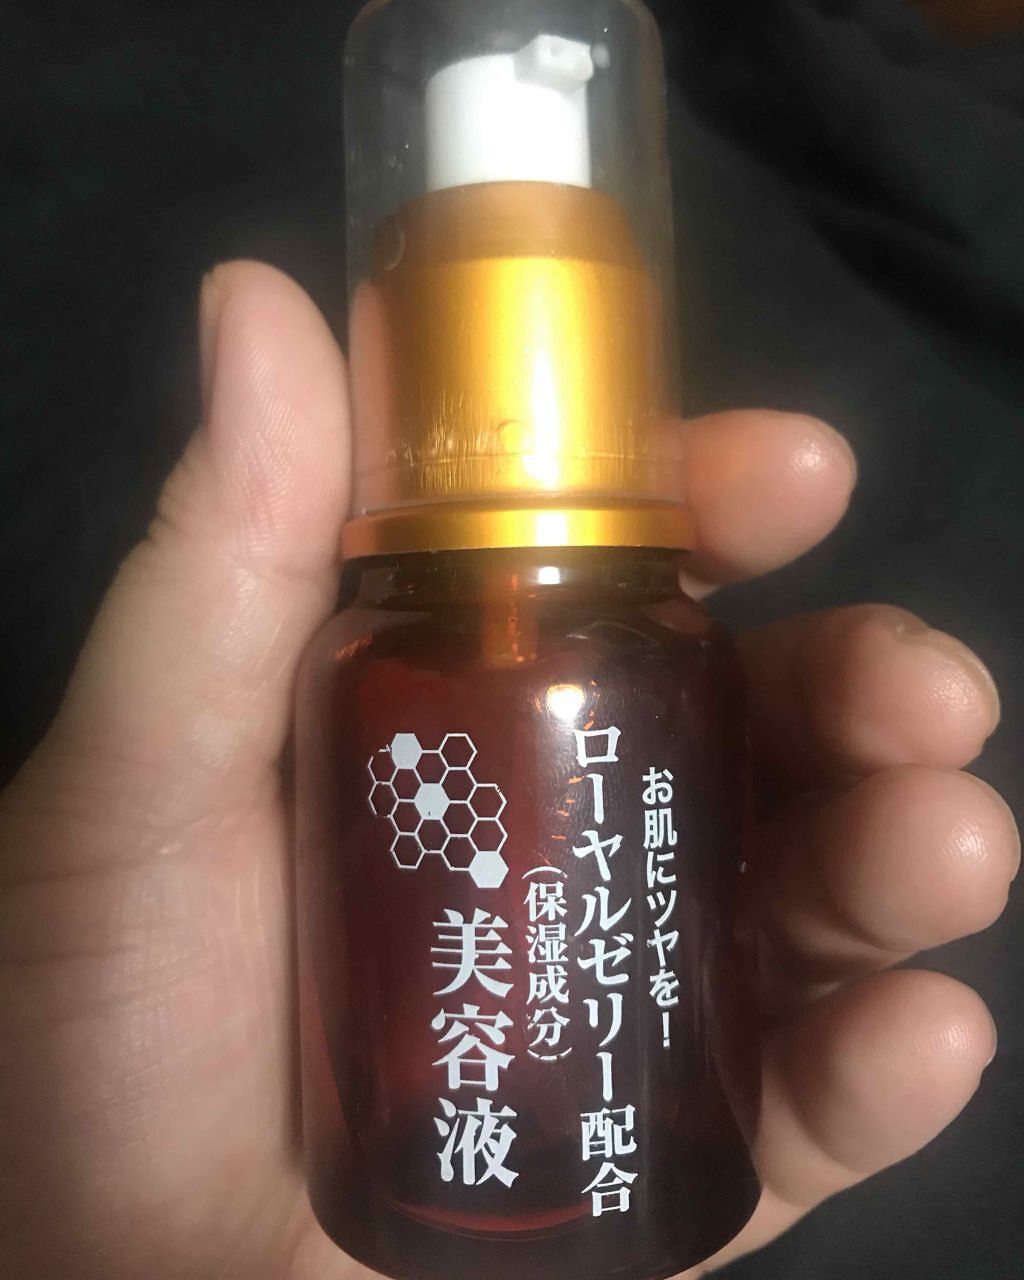 お肌にツヤを！
ローヤルゼリー配合
（保湿成分）
美容液